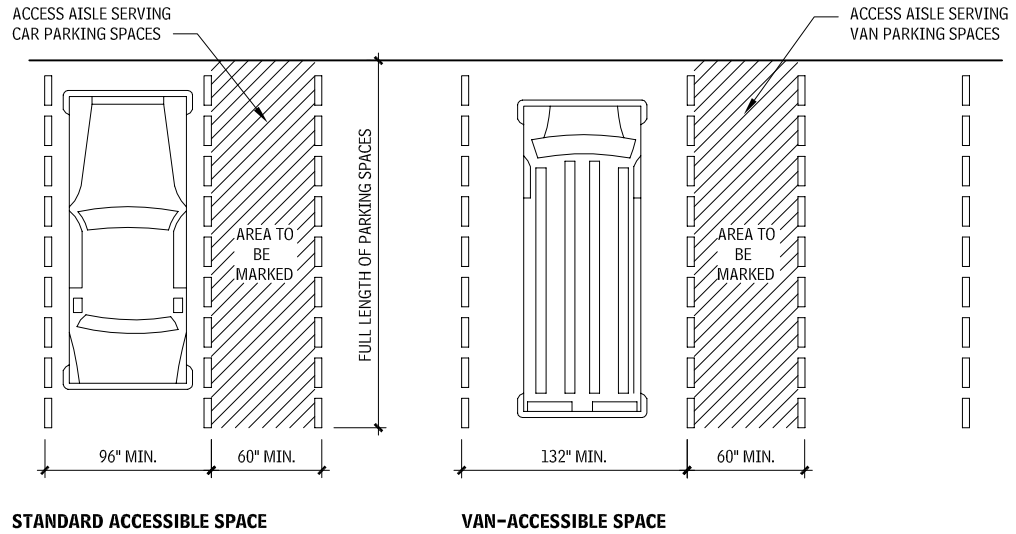 ACCESS AISLE SERVING
CAR PARKING SPACES
ACCESS AISLE SERVING
VAN PARKING SPACES
FULL LENGTH OF PARKING SPACES
AREA TO
BE
MARKED
AREA TO
BE
MARKED
96" MIN.
60" MIN.
132" MIN.
60" MIN.
STANDARD ACCESSIBLE SPACE
VAN-ACCESSIBLE SPACE